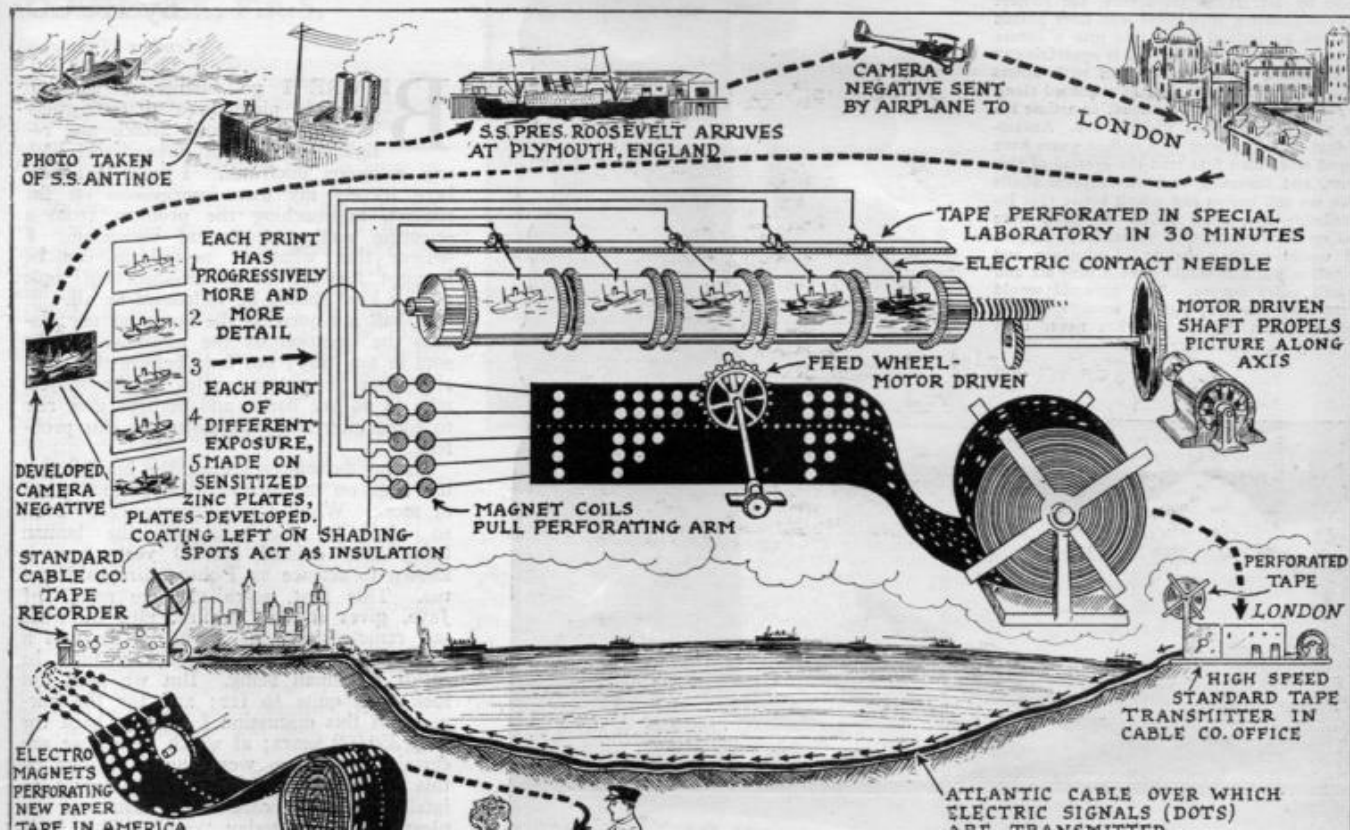 PHOTO TAKEN
OF S.S. ANTINOE
S.S. PRES. ROOSEVELT ARRIVES
AT PLYMOUTH, ENGLAND
CAMERA
NEGATIVE SENT
BY AIRPLANE TO
LONDON
1
2
3
4
5
EACH PRINT
HAS
PROGRESSIVELY
MORE AND
MORE
DETAIL
EACH PRINT
OF
DIFFERENT
EXPOSURE,
MADE ON
SENSITIZED
ZINC PLATES,
PLATES DEVELOPED.
COATING LEFT ON SHADING
SPOTS ACT AS INSULATION
DEVELOPED
CAMERA
NEGATIVE
TAPE PERFORATED IN SPECIAL
LABORATORY IN 30 MINUTES
ELECTRIC CONTACT NEEDLE
MOTOR DRIVEN
SHAFT PROPELS
PICTURE ALONG
AXIS
FEED WHEEL-
MOTOR DRIVEN
MAGNET COILS
PULL PERFORATING ARM
STANDARD
CABLE CO.
TAPE
RECORDER
PERFORATED
TAPE
LONDON
HIGH SPEED
STANDARD TAPE
TRANSMITTER IN
CABLE CO. OFFICE
ELECTRO
MAGNETS
PERFORATING
NEW PAPER
TAPE IN AMERICA
ATLANTIC CABLE OVER WHICH
ELECTRIC SIGNALS (DOTS)
ARE TRANSMITTED